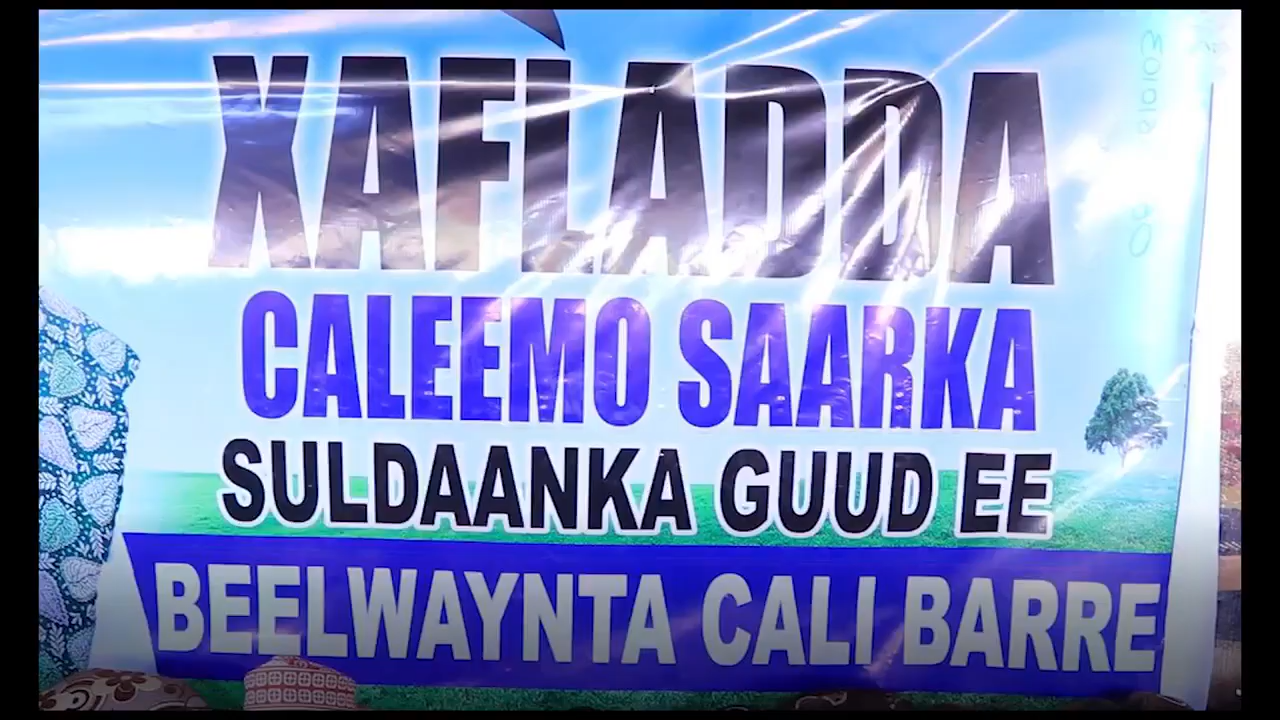 XAFLADDA
CALEEMO SAARKA
SULDAANKA GUUD EE
BEELWAYNTA CALI BARRE